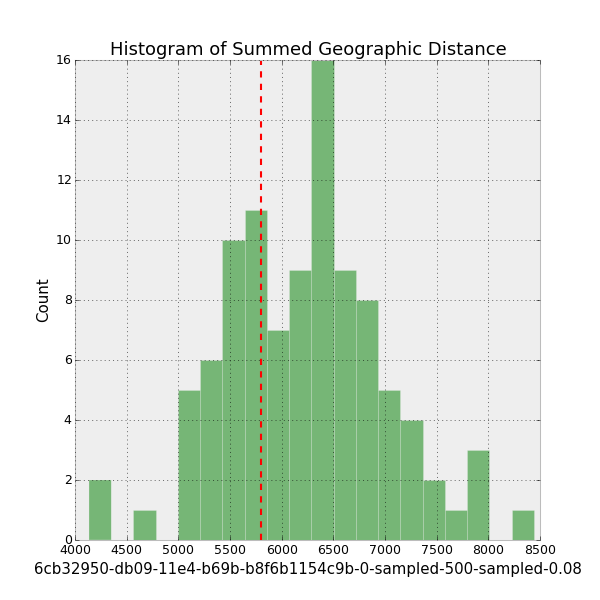 Histogram of Summed Geographic Distance
16
14
12
10
8
6
4
2
0
Count
4000 4500 5000 5500 6000 6500 7000 7500 8000 8500
6cb32950-db09-11e4-b69b-b8f6b1154c9b-0-sampled-500-sampled-0.08